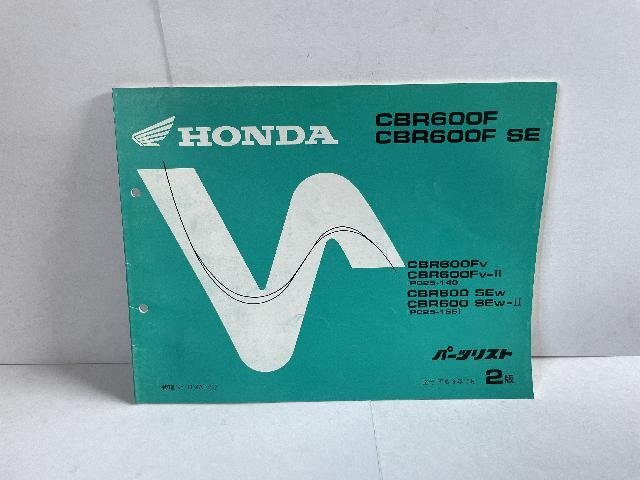 HONDA
CBR600F
CBR600F SE
CBR600Fv
CBR600Fv-II
(PC25-140)
CBR600 SEw
CBR600 SEw-II
(PC25-155)
パーツリスト
2版